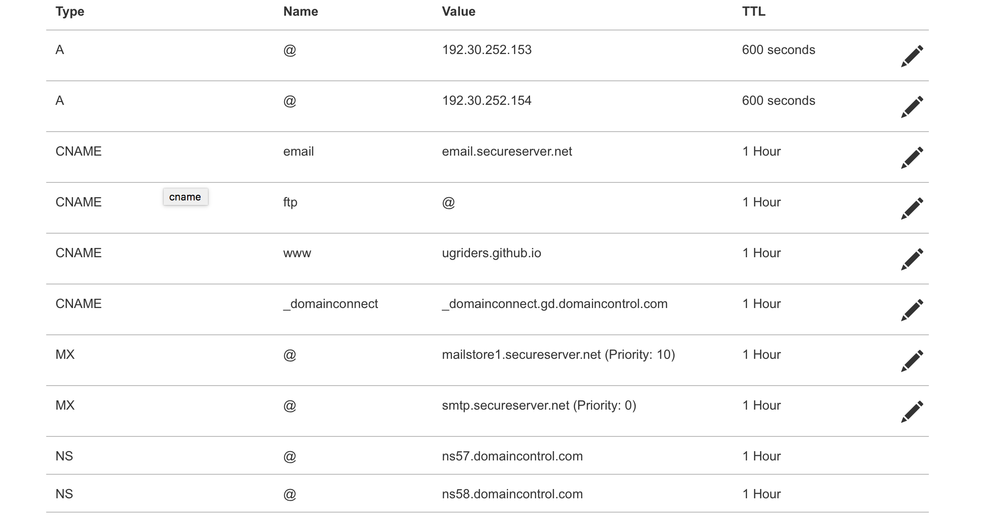 Type Name Value TTL
A @ 192.30.252.153 600 seconds
A @ 192.30.252.154 600 seconds
CNAME email email.secureserver.net 1 Hour
CNAME cname ftp @ 1 Hour
CNAME www ugriders.github.io 1 Hour
CNAME _domainconnect _domainconnect.gd.domaincontrol.com 1 Hour
MX @ mailstore1.secureserver.net (Priority: 10) 1 Hour
MX @ smtp.secureserver.net (Priority: 0) 1 Hour
NS @ ns57.domaincontrol.com 1 Hour
NS @ ns58.domaincontrol.com 1 Hour